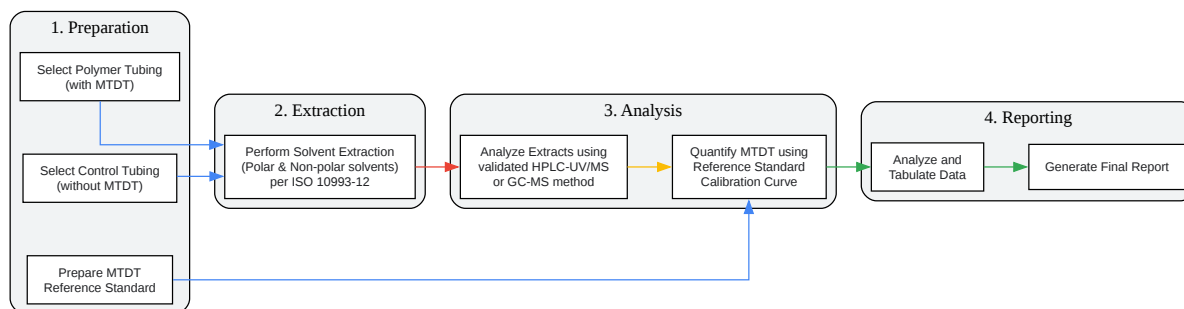 1. Preparation
Select Polymer Tubing
(with MTDT)
Select Control Tubing
(without MTDT)
Prepare MTDT
Reference Standard
2. Extraction
Perform Solvent Extraction
(Polar & Non-polar solvents)
per ISO 10993-12
3. Analysis
Analyze Extracts using
validated HPLC-UV/MS
or GC-MS method
Quantify MTDT using
Reference Standard
Calibration Curve
4. Reporting
Analyze and
Tabulate Data
Generate Final Report